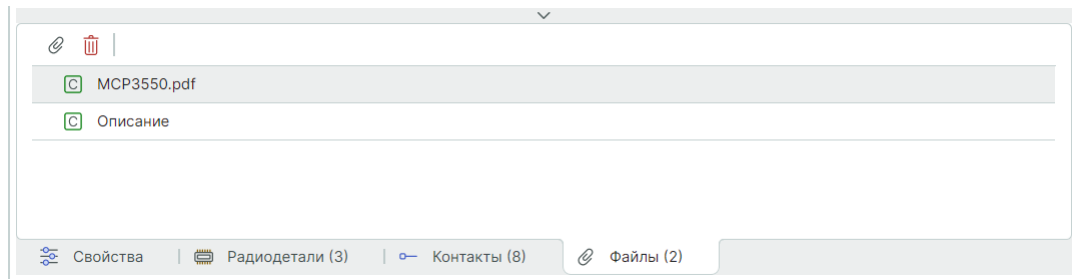 C MCP3550.pdf
C Описание
Свойства Радиодетали (3) Контакты (8) Файлы (2)